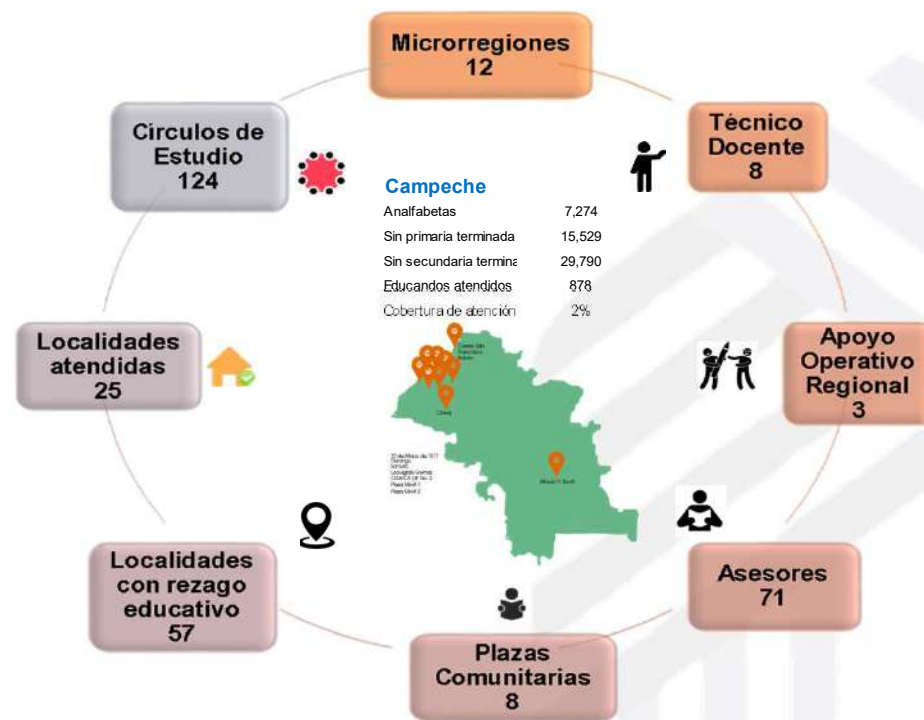 Microrregiones
12
Círculos de
Estudio
124
Técnico
Docente
8
Campeche
Analfabetas 7,274
Sin primaria terminada 15,529
Sin secundaria termina 29,790
Educandos atendidos 878
Cobertura de atención 2%
Localidades
atendidas
25
Apoyo
Operativo
Regional
3
Localidades
con rezago
educativo
57
Asesores
71
Plazas
Comunitarias
8